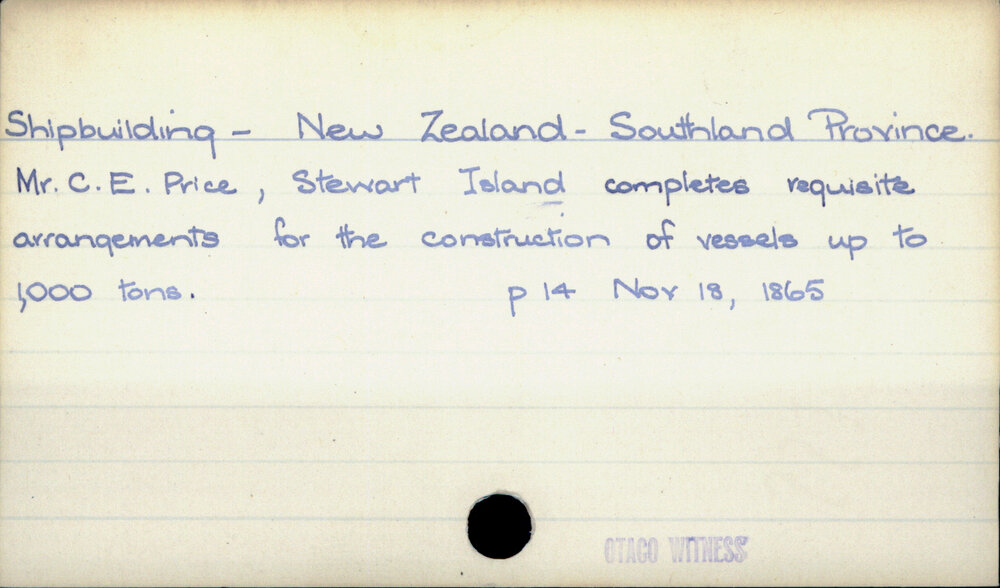 Shipbuilding - New Zealand - Southland Province.
Mr. C. E. Price, Stewart Island completes requisite
arrangements for the construction of vessels up to
1,000 tons. p 14 Nov 18, 1865
OTAGO WITNESS